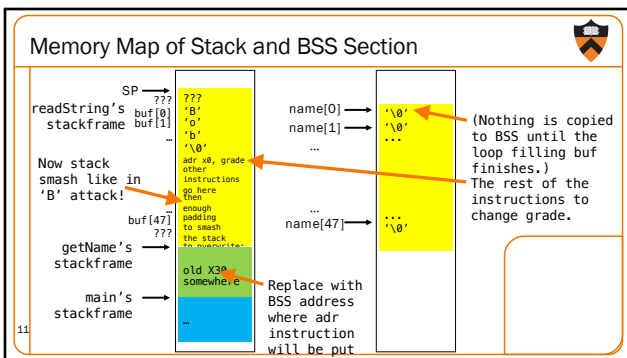 Memory Map of Stack and BSS Section
SP
???
readString's
stackframe
buf[0]
buf[1]
…
Now stack
smash like in
'B' attack!
…
buf[47]
???
getName's
stackframe
main's
stackframe
???
'B'
'o'
'b'
'\0'
adr x0, grade
other
instructions
go here
then
enough
padding
to smash
the stack
to overwrite:
old X30
somewhere
…
name[0]
name[1]
…
…
name[47]
'\0'
'\0'
...
...
'\0'
(Nothing is copied
to BSS until the
loop filling buf
finishes.)
The rest of the
instructions to
change grade.
Replace with
BSS address
where adr
instruction
will be put
11